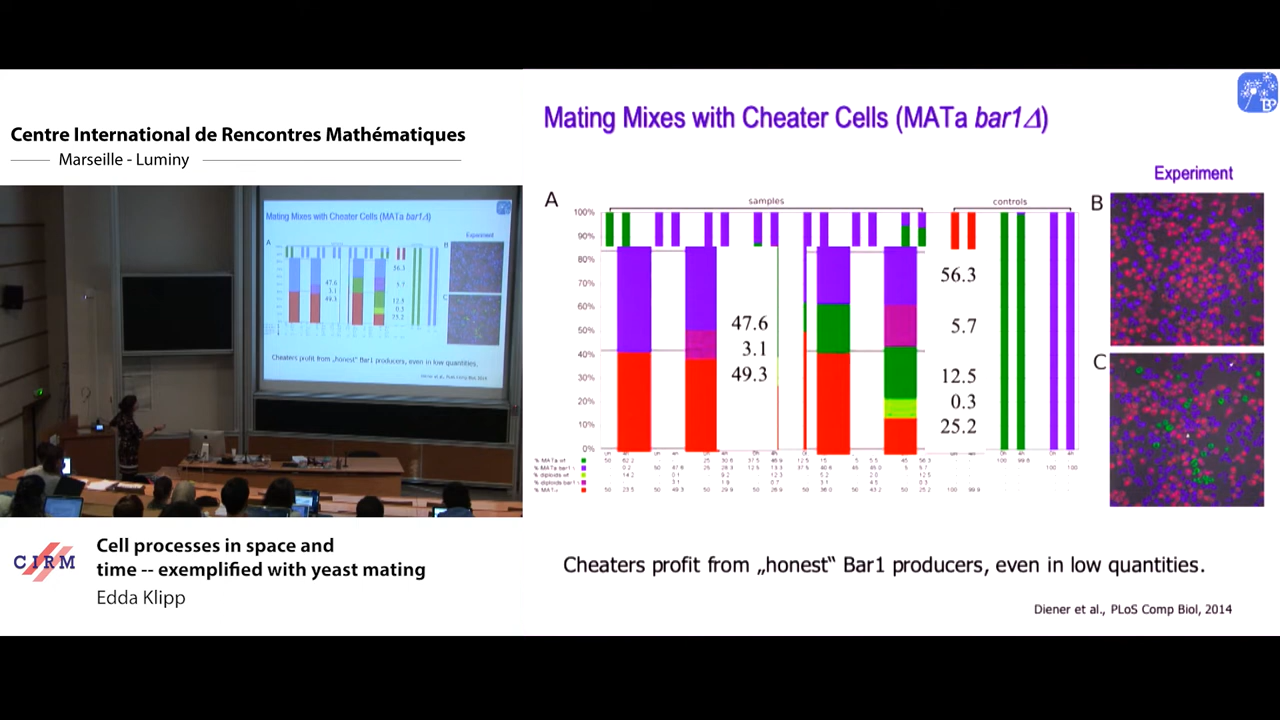 Centre International de Rencontres Mathématiques
Marseille - Luminy
Mating Mixes with Cheater Cells (MATa bar1Δ)
Experiment
A
samples
controls
B
C
100%
90%
80%
70%
60%
50%
40%
30%
20%
10%
0%
47.6
3.1
49.3
56.3
5.7
12.5
0.3
25.2
Cheaters profit from „honest“ Bar1 producers, even in low quantities.
Diener et al., PLoS Comp Biol, 2014
CIRM
Cell processes in space and
time -- exemplified with yeast mating
Edda Klipp